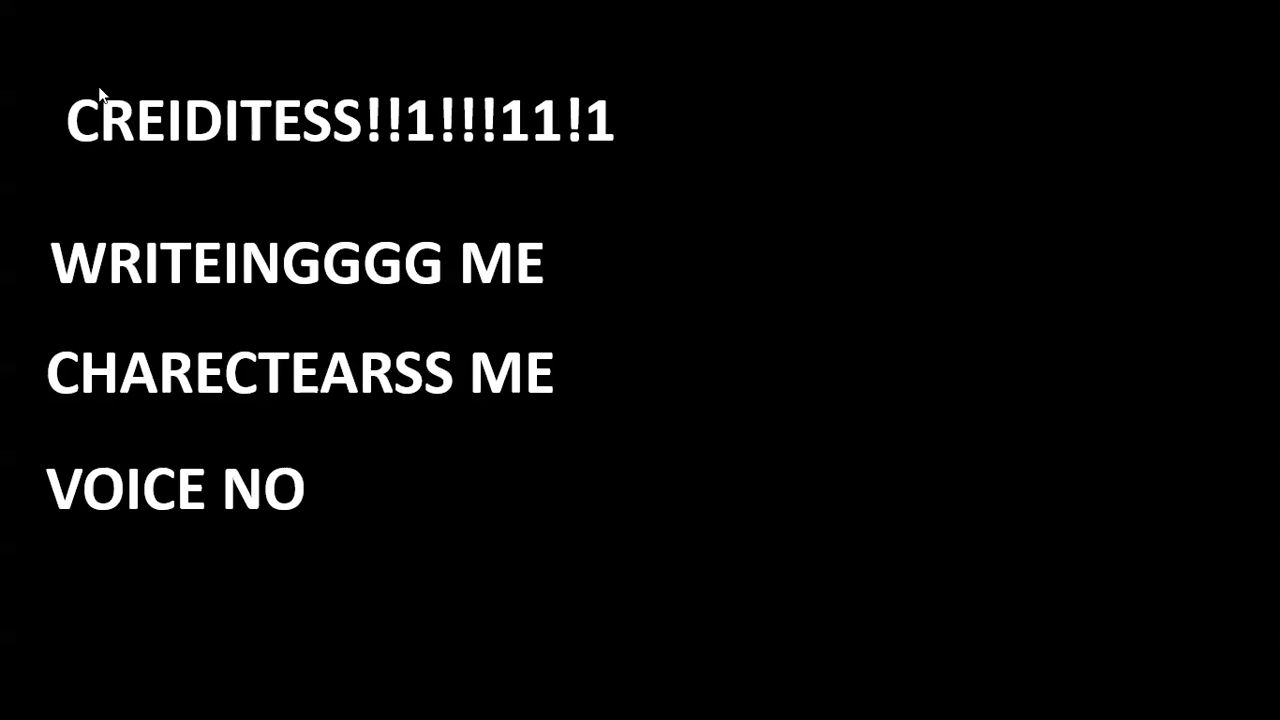 CREIDITESS!!1!!!11!1
WRITEINGGGG ME
CHARECTEARSS ME
VOICE NO